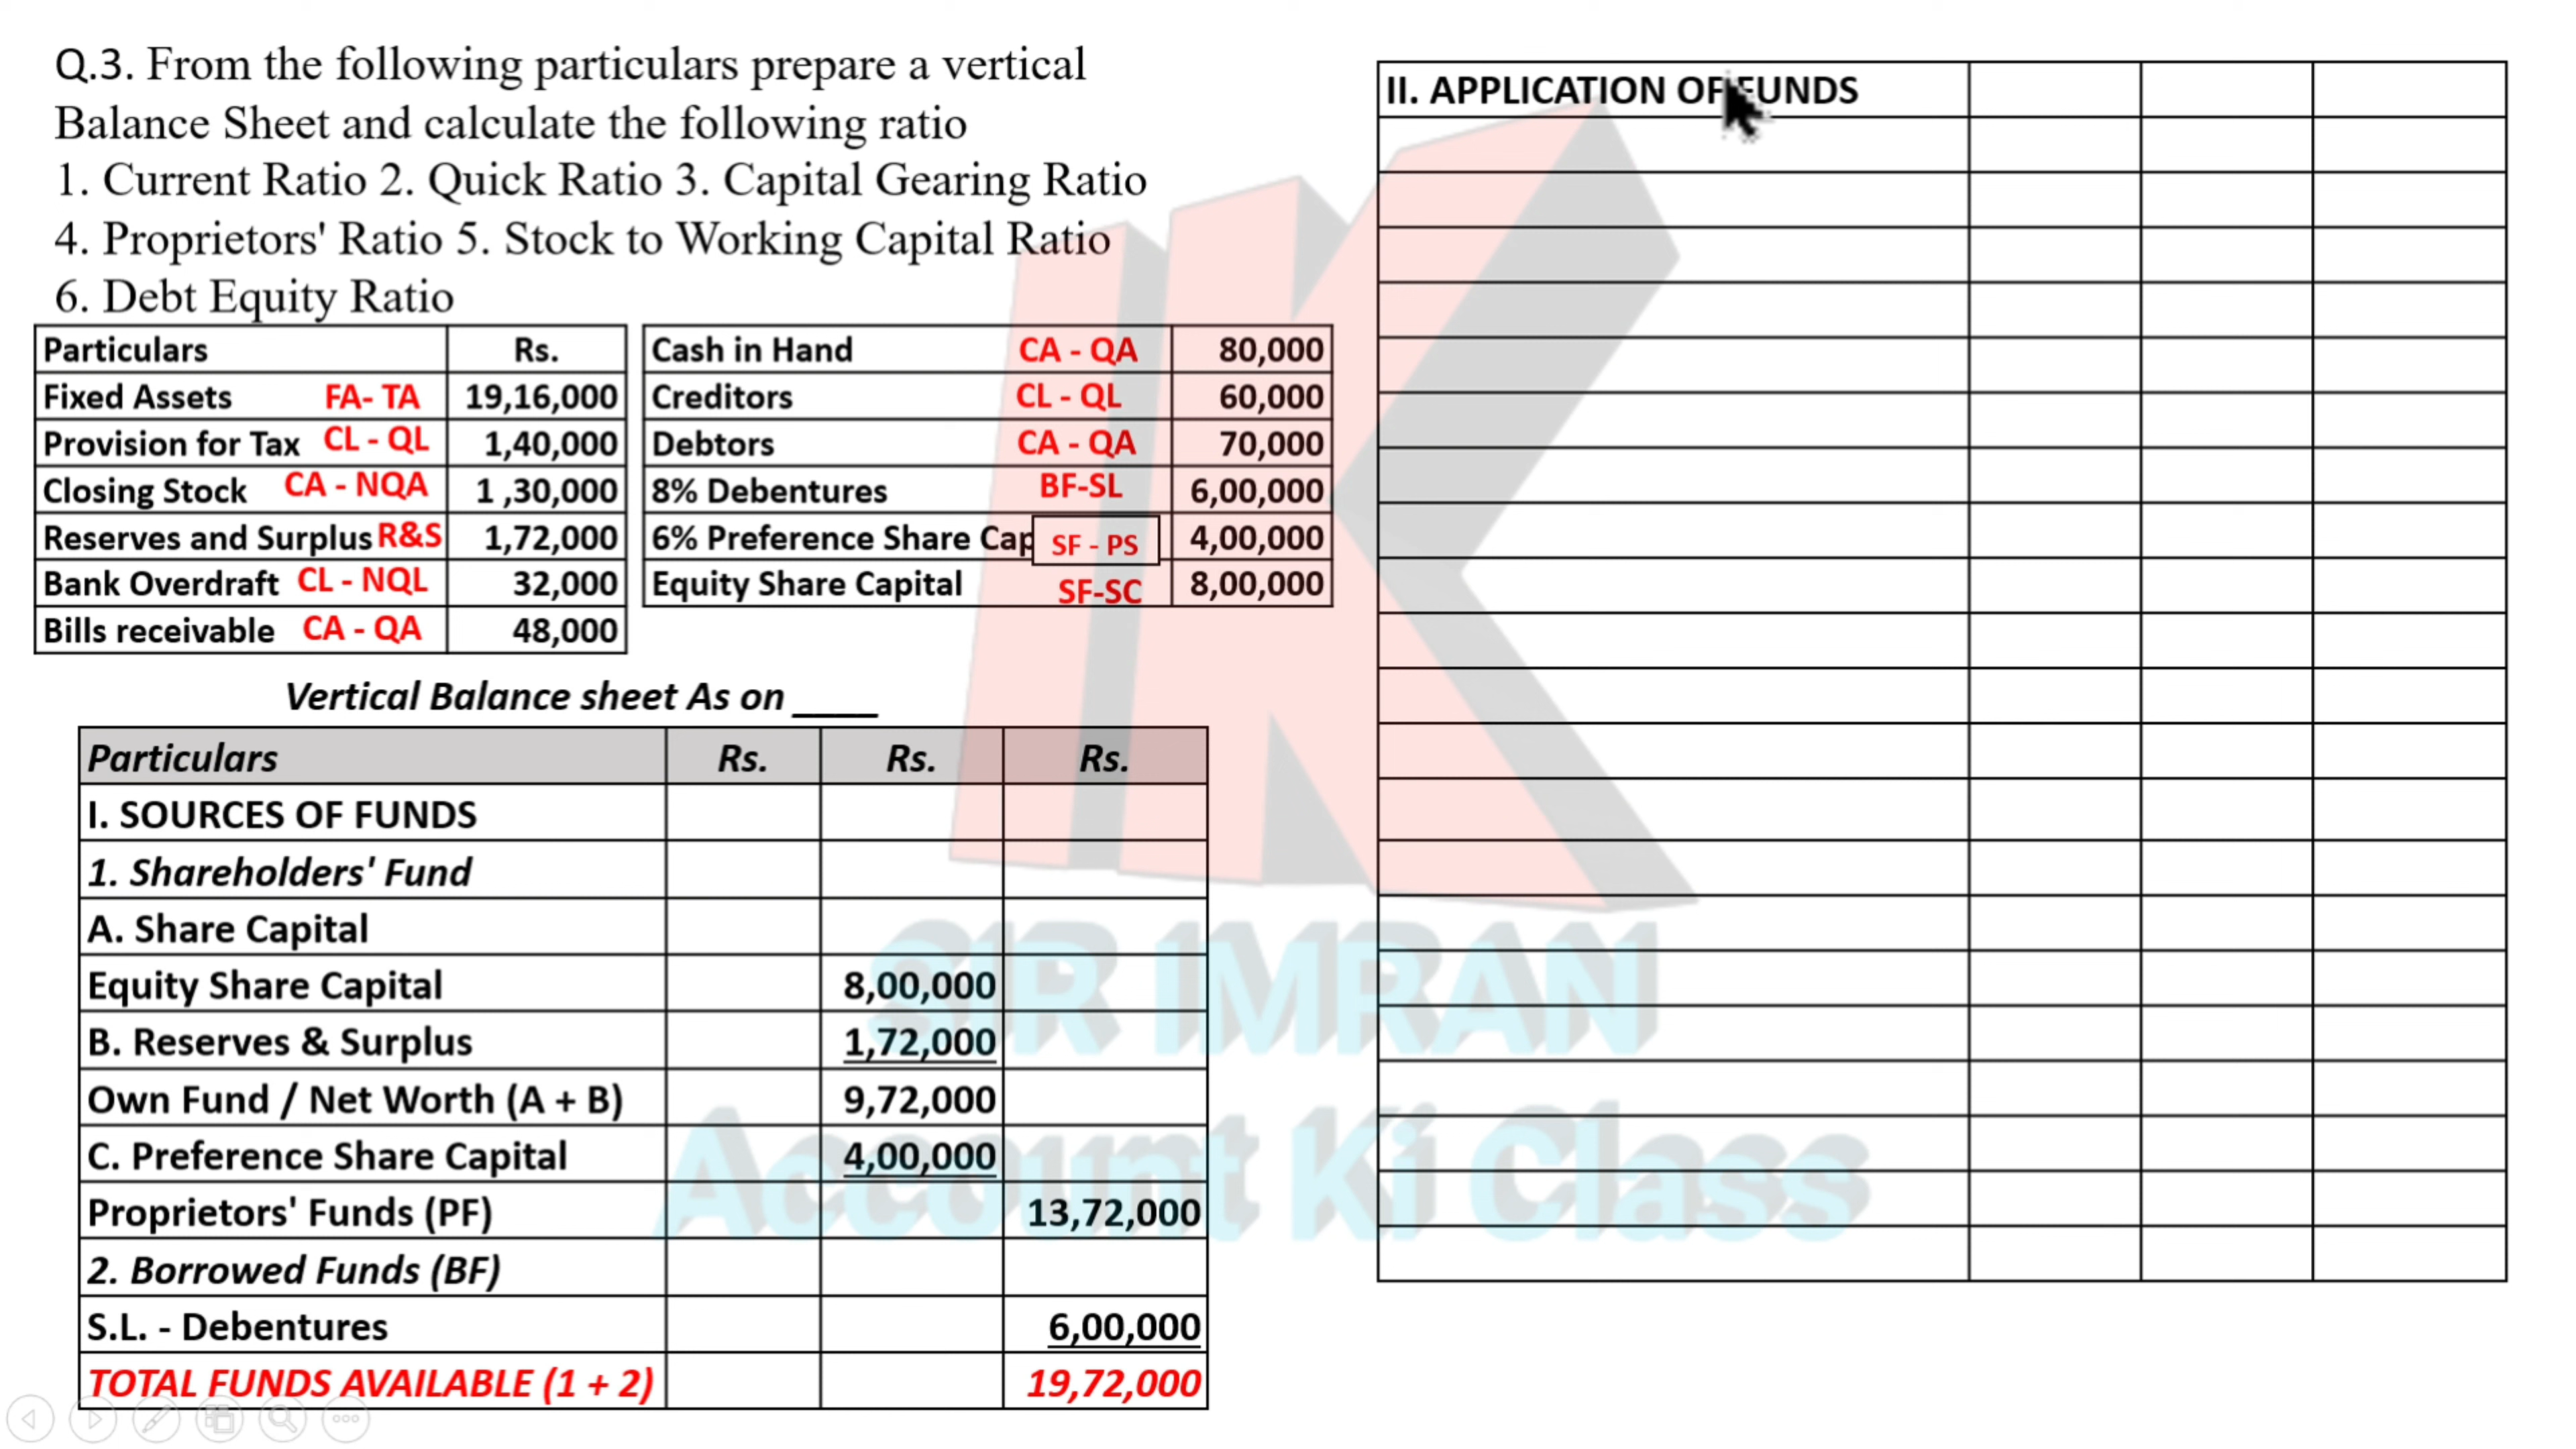 Q.3. From the following particulars prepare a vertical
Balance Sheet and calculate the following ratio
1. Current Ratio 2. Quick Ratio 3. Capital Gearing Ratio
4. Proprietors' Ratio 5. Stock to Working Capital Ratio
6. Debt Equity Ratio
Particulars Rs.
Fixed Assets FA- TA 19,16,000
Provision for Tax CL - QL 1,40,000
Closing Stock CA - NQA 1 ,30,000
Reserves and Surplus R&S 1,72,000
Bank Overdraft CL - NQL 32,000
Bills receivable CA - QA 48,000
Cash in Hand CA - QA 80,000
Creditors CL - QL 60,000
Debtors CA - QA 70,000
8% Debentures BF-SL 6,00,000
6% Preference Share Cap SF - PS 4,00,000
Equity Share Capital SF-SC 8,00,000
Vertical Balance sheet As on ____
Particulars Rs. Rs. Rs.
I. SOURCES OF FUNDS
1. Shareholders' Fund
A. Share Capital
Equity Share Capital 8,00,000
B. Reserves & Surplus 1,72,000
Own Fund / Net Worth (A + B) 9,72,000
C. Preference Share Capital 4,00,000
Proprietors' Funds (PF) 13,72,000
2. Borrowed Funds (BF)
S.L. - Debentures 6,00,000
TOTAL FUNDS AVAILABLE (1 + 2) 19,72,000
II. APPLICATION OF FUNDS
SIR IMRAN
Account Ki Class